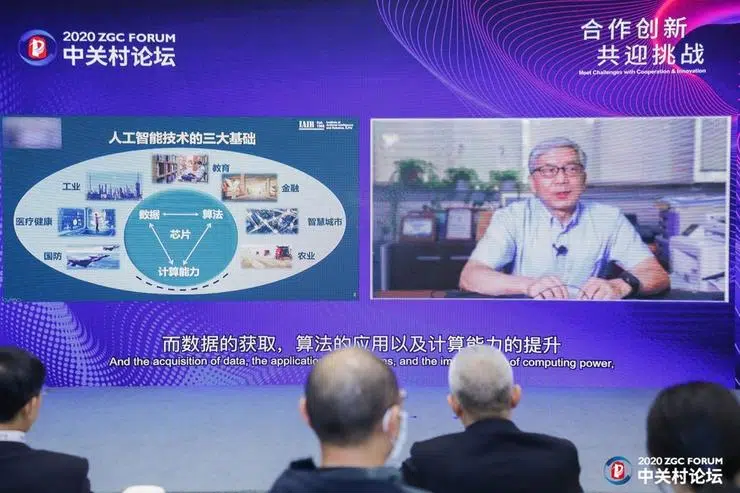 2020 ZGC FORUM
中关村论坛
合作创新
共迎挑战
Meet Challenges with Cooperation & Innovation
人工智能技术的三大基础
IAIR
教育
工业
金融
医疗健康
数据
算法
智慧城市
芯片
国防
农业
计算能力
而数据的获取，算法的应用以及计算能力的提升
And the acquisition of data, the application, and the of computing power,
2020 ZGC FORUM
中关村论坛